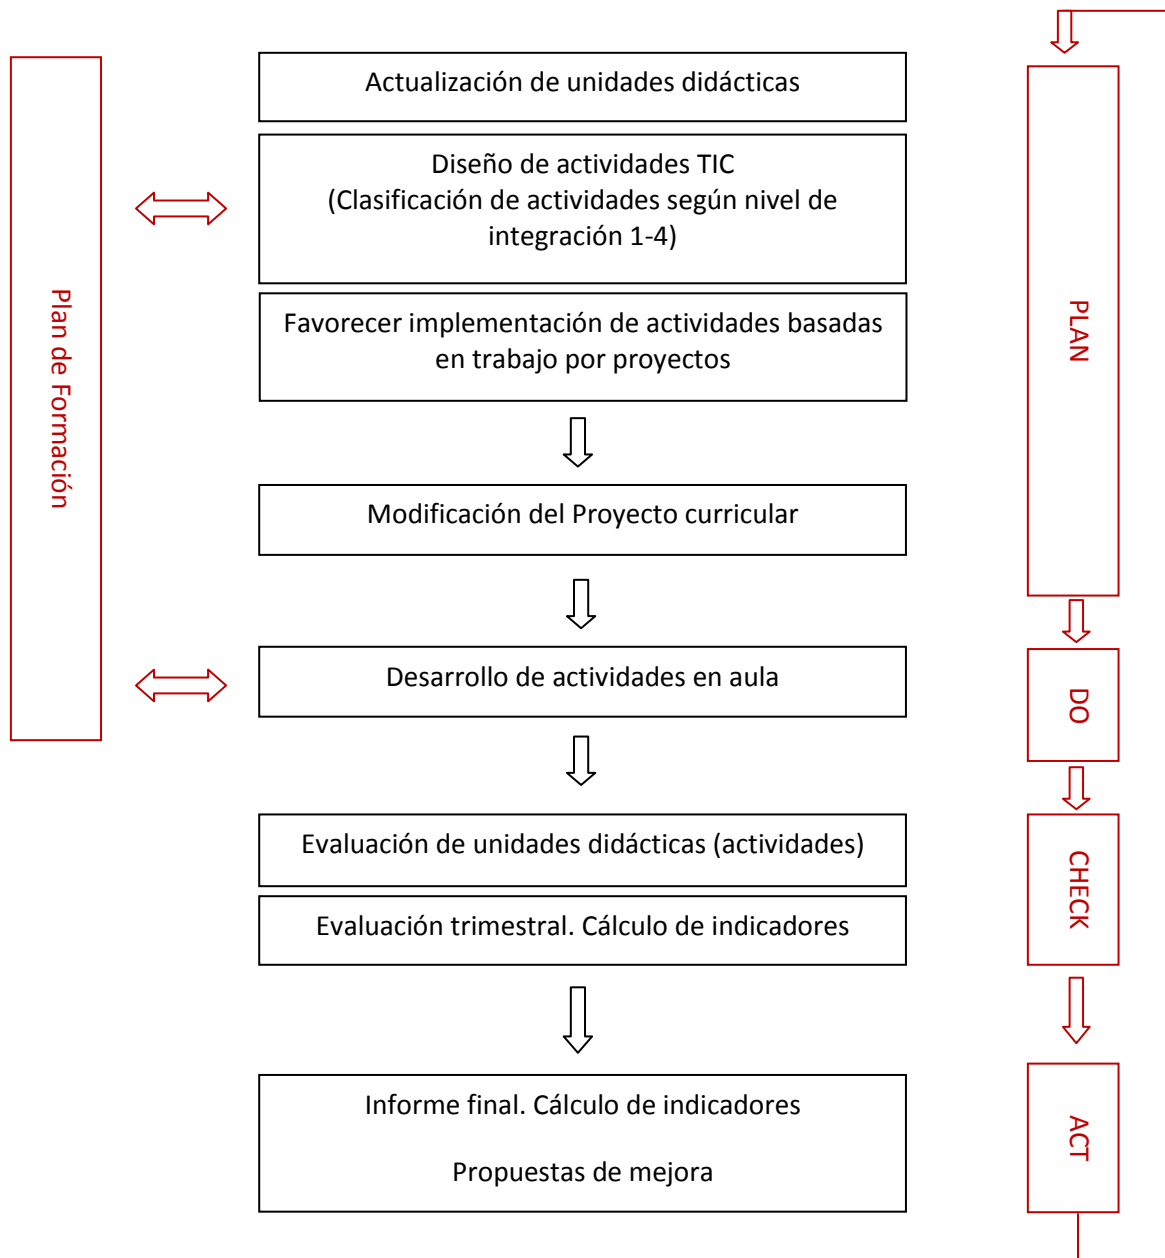 Actualización de unidades didácticas
Diseño de actividades TIC
(Clasificación de actividades según nivel de
integración 1-4)
Favorecer implementación de actividades basadas
en trabajo por proyectos
Modificación del Proyecto curricular
Desarrollo de actividades en aula
Evaluación de unidades didácticas (actividades)
Evaluación trimestral. Cálculo de indicadores
Informe final. Cálculo de indicadores
Propuestas de mejora
Plan de Formación
PLAN
DO
CHECK
ACT